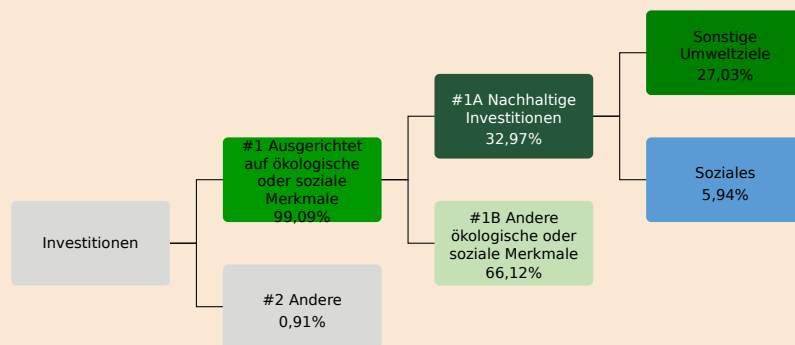 Investitionen
#1 Ausgerichtet
auf ökologische
oder soziale
Merkmale
99,09%
#2 Andere
0,91%
#1A Nachhaltige
Investitionen
32,97%
#1B Andere
ökologische oder
soziale Merkmale
66,12%
Sonstige
Umweltziele
27,03%
Soziales
5,94%